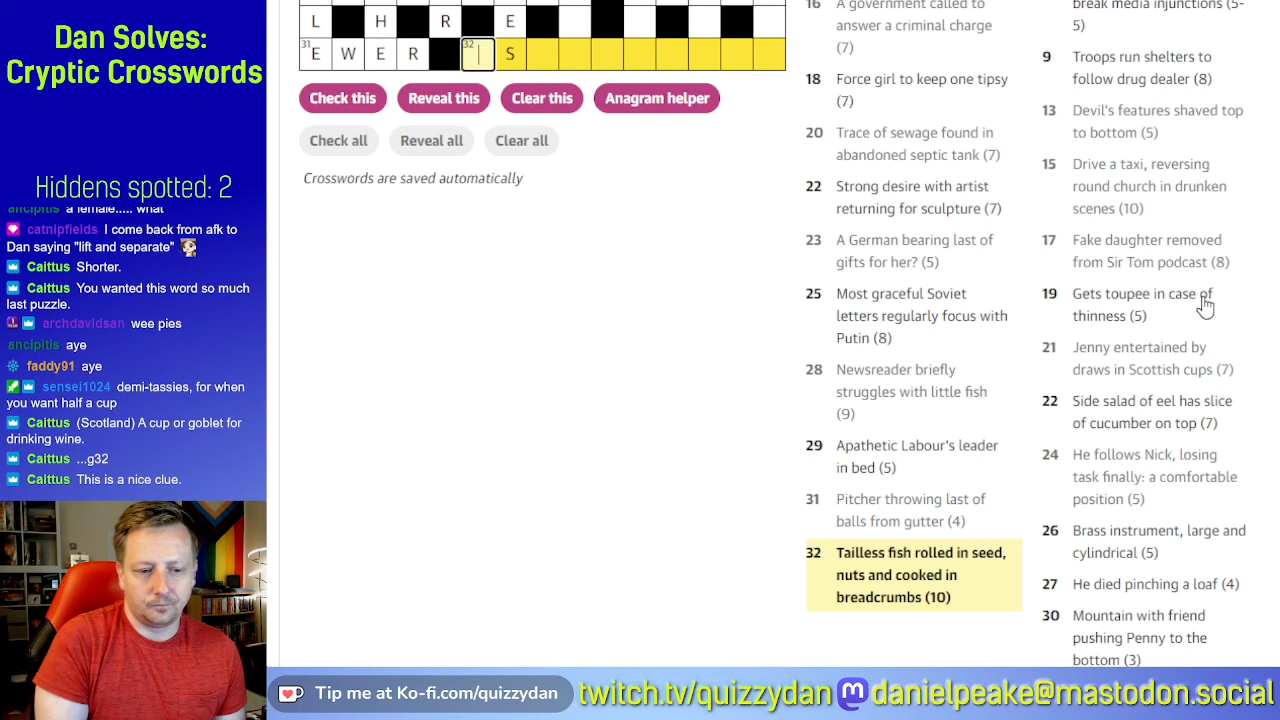 Dan Solves:
Cryptic Crosswords
Hiddens spotted: 2
ancipitis a female..... what
catnipfields I come back from afk to
Dan saying "lift and separate"
Caittus Shorter.
Caittus You wanted this word so much
last puzzle.
archdavidsan wee pies
ancipitis aye
faddy91 aye
sensei1024 demi-tassies, for when
you want half a cup
Caittus (Scotland) A cup or goblet for
drinking wine.
Caittus ...g32
Caittus This is a nice clue.
L H R E
31 E W E R 32 S
Check this Reveal this Clear this Anagram helper
Check all Reveal all Clear all
Crosswords are saved automatically
16 A government called to
answer a criminal charge
(7)
18 Force girl to keep one tipsy
(7)
20 Trace of sewage found in
abandoned septic tank (7)
22 Strong desire with artist
returning for sculpture (7)
23 A German bearing last of
gifts for her? (5)
25 Most graceful Soviet
letters regularly focus with
Putin (8)
28 Newsreader briefly
struggles with little fish
(9)
29 Apathetic Labour's leader
in bed (5)
31 Pitcher throwing last of
balls from gutter (4)
32 Tailless fish rolled in seed,
nuts and cooked in
breadcrumbs (10)
break media injunctions (5-
5)
9 Troops run shelters to
follow drug dealer (8)
13 Devil's features shaved top
to bottom (5)
15 Drive a taxi, reversing
round church in drunken
scenes (10)
17 Fake daughter removed
from Sir Tom podcast (8)
19 Gets toupee in case of
thinness (5)
21 Jenny entertained by
draws in Scottish cups (7)
22 Side salad of eel has slice
of cucumber on top (7)
24 He follows Nick, losing
task finally: a comfortable
position (5)
26 Brass instrument, large and
cylindrical (5)
27 He died pinching a loaf (4)
30 Mountain with friend
pushing Penny to the
bottom (3)
Tip me at Ko-fi.com/quizzydan twitch.tv/quizzydan danielpeake@mastodon.social